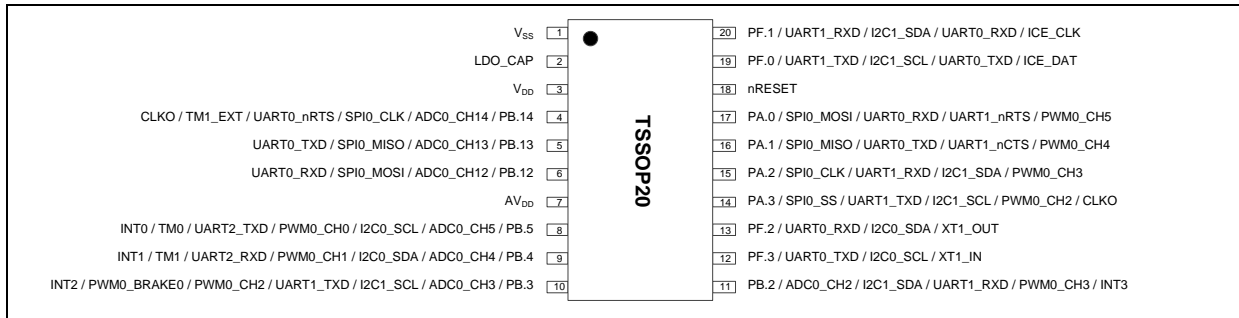 VSS 1
LDO_CAP 2
VDD 3
CLKO / TM1_EXT / UART0_nRTS / SPI0_CLK / ADC0_CH14 / PB.14 4
UART0_TXD / SPI0_MISO / ADC0_CH13 / PB.13 5
UART0_RXD / SPI0_MOSI / ADC0_CH12 / PB.12 6
AVDD 7
INT0 / TM0 / UART2_TXD / PWM0_CH0 / I2C0_SCL / ADC0_CH5 / PB.5 8
INT1 / TM1 / UART2_RXD / PWM0_CH1 / I2C0_SDA / ADC0_CH4 / PB.4 9
INT2 / PWM0_BRAKE0 / PWM0_CH2 / UART1_TXD / I2C1_SCL / ADC0_CH3 / PB.3 10
TSSOP20
20 PF.1 / UART1_RXD / I2C1_SDA / UART0_RXD / ICE_CLK
19 PF.0 / UART1_TXD / I2C1_SCL / UART0_TXD / ICE_DAT
18 nRESET
17 PA.0 / SPI0_MOSI / UART0_RXD / UART1_nRTS / PWM0_CH5
16 PA.1 / SPI0_MISO / UART0_TXD / UART1_nCTS / PWM0_CH4
15 PA.2 / SPI0_CLK / UART1_RXD / I2C1_SDA / PWM0_CH3
14 PA.3 / SPI0_SS / UART1_TXD / I2C1_SCL / PWM0_CH2 / CLKO
13 PF.2 / UART0_RXD / I2C0_SDA / XT1_OUT
12 PF.3 / UART0_TXD / I2C0_SCL / XT1_IN
11 PB.2 / ADC0_CH2 / I2C1_SDA / UART1_RXD / PWM0_CH3 / INT3